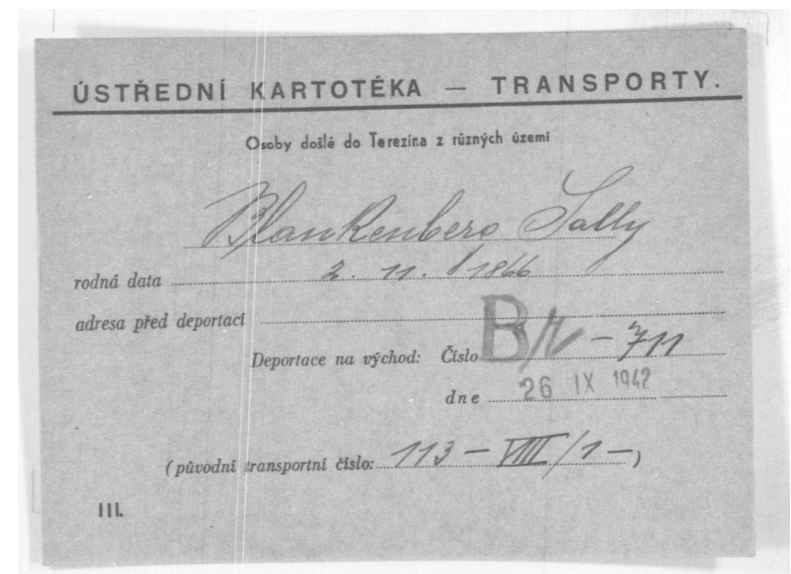 ÚSTŘEDNÍ KARTOTÉKA — TRANSPORTY.
Osoby došlé do Terezína z různých území
Blankenberg Sally
rodná data 2. 11. 1866
adresa před deportací
Deportace na východ: Číslo Br - 711
dne 26 IX 1942
(původní transportní číslo: 113 - VIII/1 -)
III.